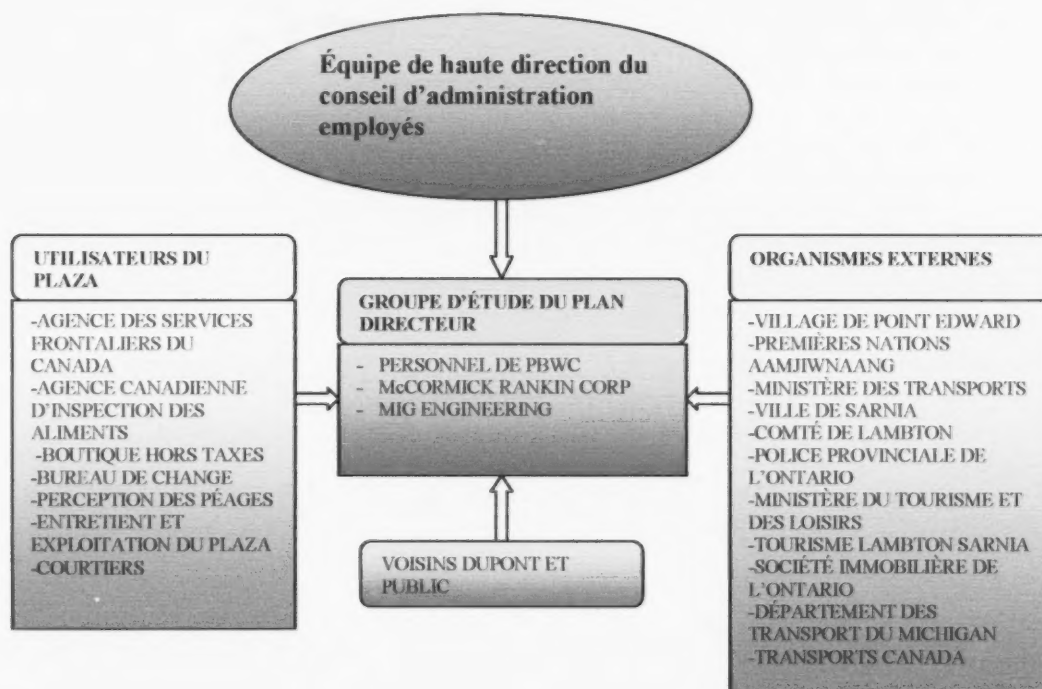 Équipe de haute direction du
conseil d'administration
employés
UTILISATEURS DU
PLAZA
-AGENCE DES SERVICES
FRONTALIERS DU
CANADA
-AGENCE CANADIENNE
D'INSPECTION DES
ALIMENTS
-BOUTIQUE HORS TAXES
-BUREAU DE CHANGE
-PERCEPTION DES PÉAGES
-ENTRETIENT ET
EXPLOITATION DU PLAZA
-COURTIERS
GROUPE D'ÉTUDE DU PLAN
DIRECTEUR
- PERSONNEL DE PBWC
- McCORMICK RANKIN CORP
- MIG ENGINEERING
VOISINS DUPONT ET
PUBLIC
ORGANISMES EXTERNES
-VILLAGE DE POINT EDWARD
-PREMIÈRES NATIONS
AAMJIWNAANG
-MINISTÈRE DES TRANSPORTS
-VILLE DE SARNIA
-COMTÉ DE LAMBTON
-POLICE PROVINCIALE DE
L'ONTARIO
-MINISTÈRE DU TOURISME ET
DES LOISIRS
-TOURISME LAMBTON SARNIA
-SOCIÉTÉ IMMOBILIÈRE DE
L'ONTARIO
-DÉPARTEMENT DES
TRANSPORT DU MICHIGAN
-TRANSPORTS CANADA